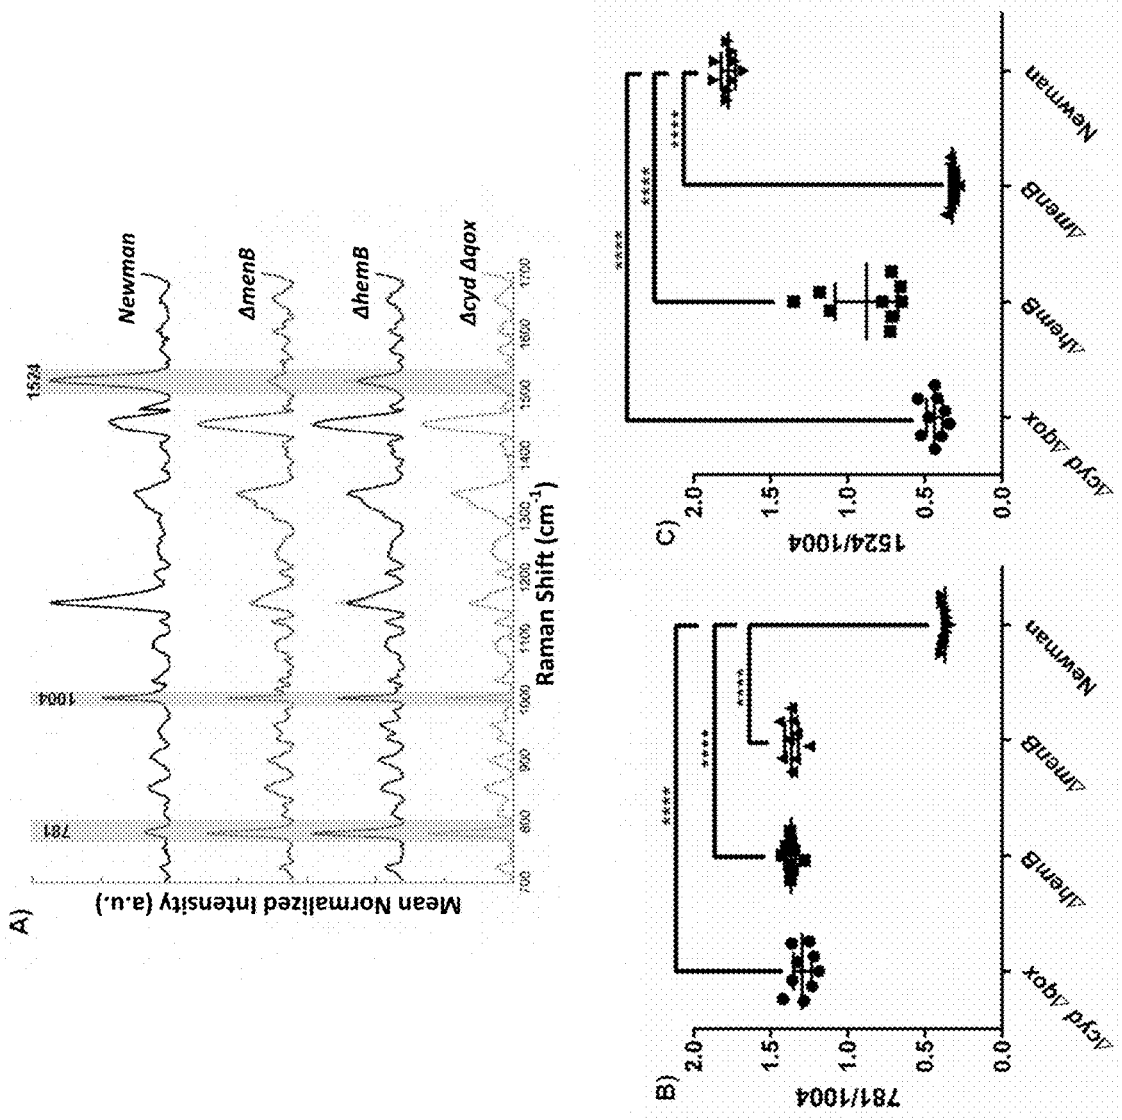 A)
Mean Normalized Intensity (a.u.)
781
1004
1524
Newman
ΔmenB
ΔhemB
Δcyd Δqox
700
800
900
1000
1105
1200
1300
1400
1500
1600
1700
Raman Shift (cm-1)
B)
781/1004
2.0
1.5
1.0
0.5
0.0
****
****
****
Δcyd Δqox
ΔhemB
ΔmenB
Newman
C)
1524/1004
2.0
1.5
1.0
0.5
0.0
****
****
****
Δcyd Δqox
ΔhemB
ΔmenB
Newman